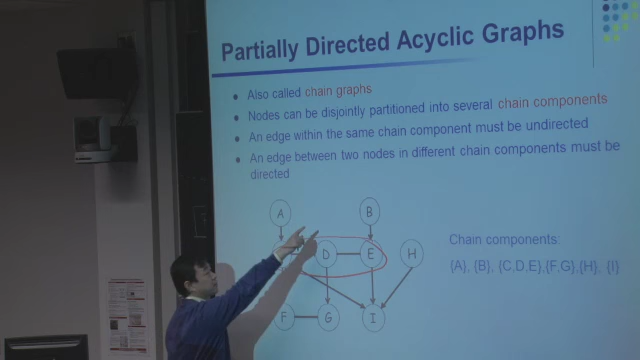 Partially Directed Acyclic Graphs
Also called chain graphs
Nodes can be disjointly partitioned into several chain components
An edge within the same chain component must be undirected
An edge between two nodes in different chain components must be
directed
A
B
D
E
H
Chain components:
{A}, {B}, {C,D,E},{F,G},{H}, {I}
F
G
I